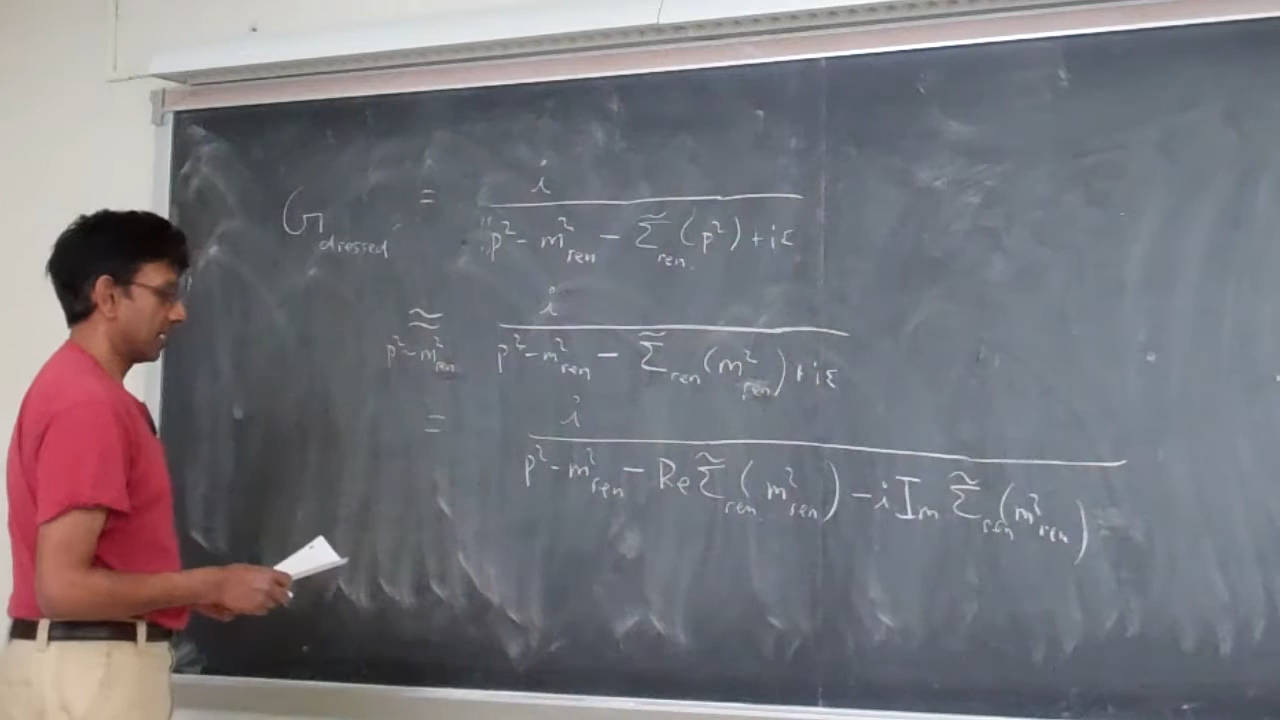 G_dressed = i / (p² - m²_ren - Σ̃_ren(p²) + iε)
≈_{p² ~ m²_ren} i / (p² - m²_ren - Σ̃_ren(m²_ren) + iε)
= i / (p² - m²_ren - Re Σ̃_ren(m²_ren) - i Im Σ̃_ren(m²_ren))